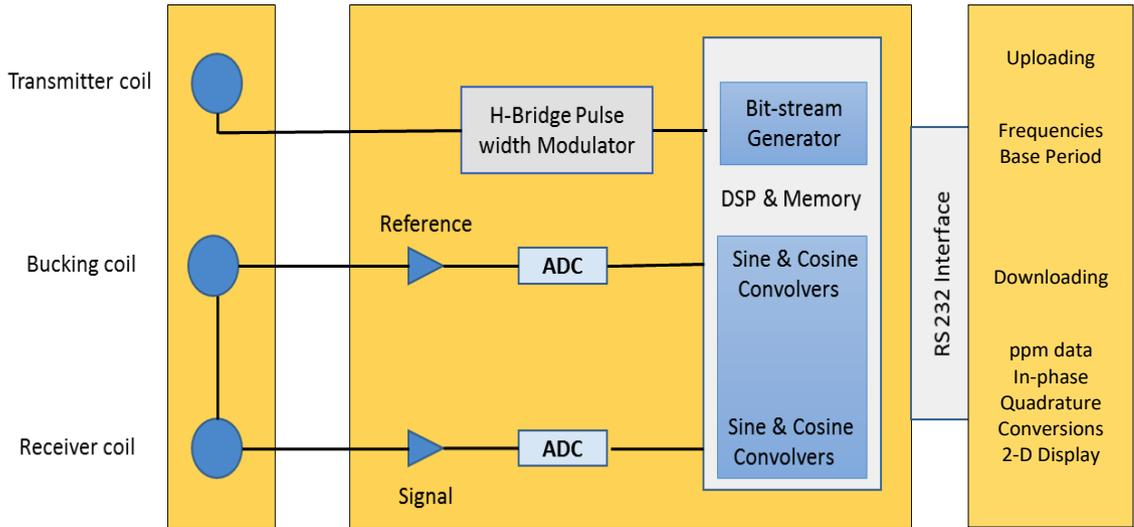 Transmitter coil
H-Bridge Pulse
width Modulator
Bit-stream
Generator
DSP & Memory
Reference
Bucking coil
ADC
Sine & Cosine
Convolvers
Receiver coil
Signal
ADC
Sine & Cosine
Convolvers
RS 232 Interface
Uploading
Frequencies
Base Period
Downloading
ppm data
In-phase
Quadrature
Conversions
2-D Display